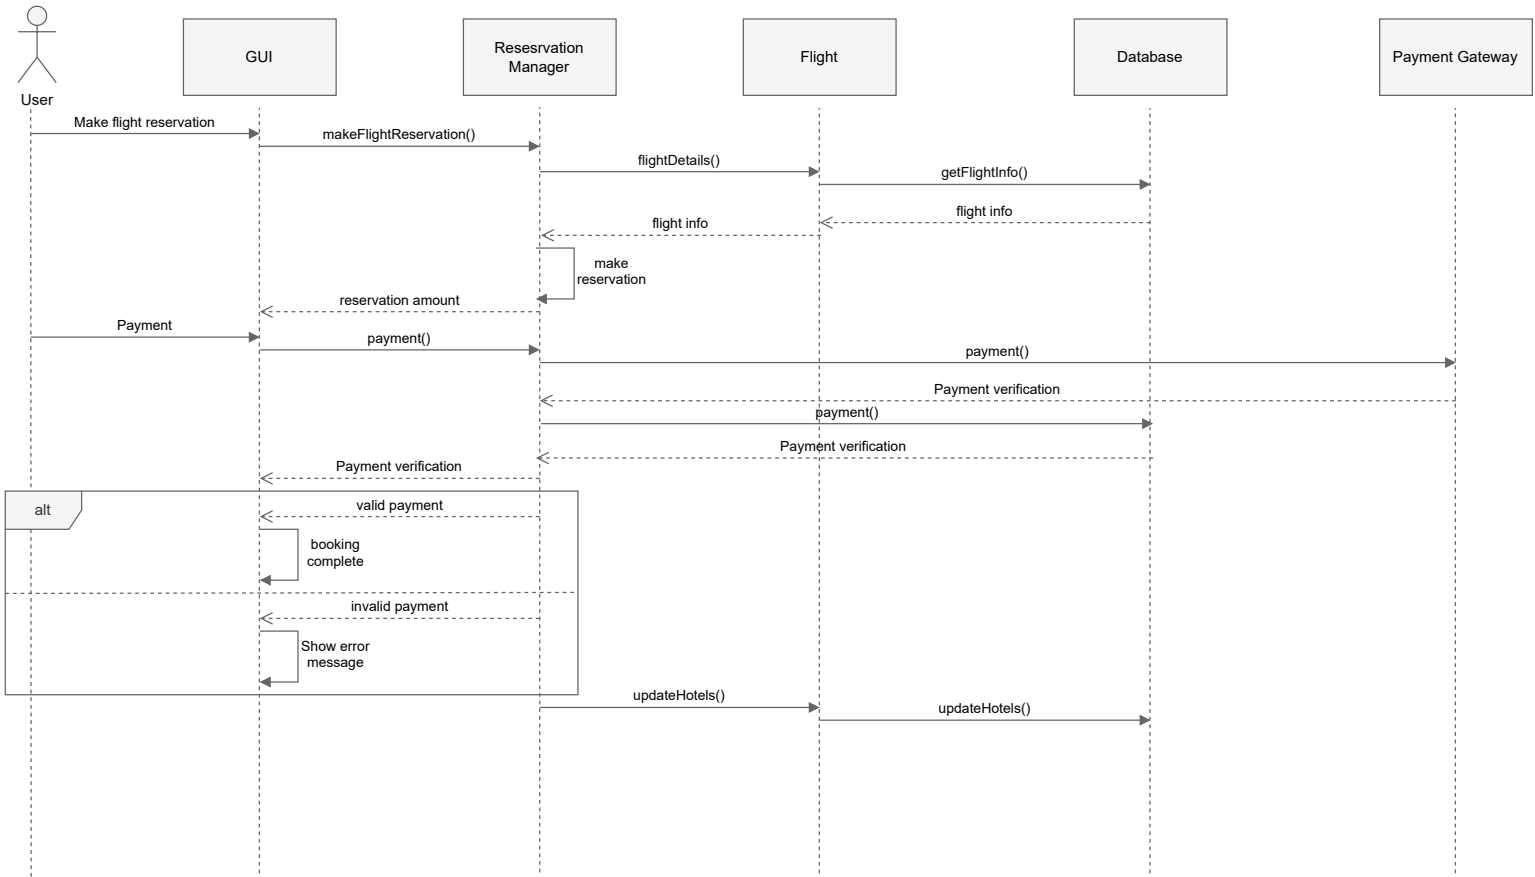 User
GUI
Resesrvation
Manager
Flight
Database
Payment Gateway
Make flight reservation
makeFlightReservation()
flightDetails()
getFlightInfo()
flight info
flight info
make
reservation
reservation amount
Payment
payment()
payment()
Payment verification
payment()
Payment verification
Payment verification
alt
valid payment
booking
complete
invalid payment
Show error
message
updateHotels()
updateHotels()